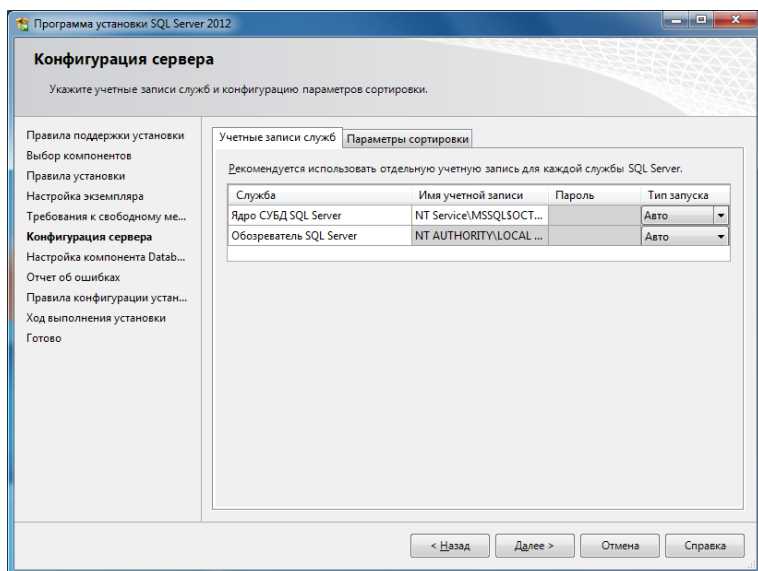 Программа установки SQL Server 2012
Конфигурация сервера
Укажите учетные записи служб и конфигурацию параметров сортировки.
Правила поддержки установки
Выбор компонентов
Правила установки
Настройка экземпляра
Требования к свободному ме...
Конфигурация сервера
Настройка компонента Datab...
Отчет об ошибках
Правила конфигурации устан...
Ход выполнения установки
Готово
Учетные записи служб Параметры сортировки
Рекомендуется использовать отдельную учетную запись для каждой службы SQL Server.
Служба Имя учетной записи Пароль Тип запуска
Ядро СУБД SQL Server NT Service\MSSQL$OCT... Авто
Обозреватель SQL Server NT AUTHORITY\LOCAL ... Авто
< Назад Далее > Отмена Справка